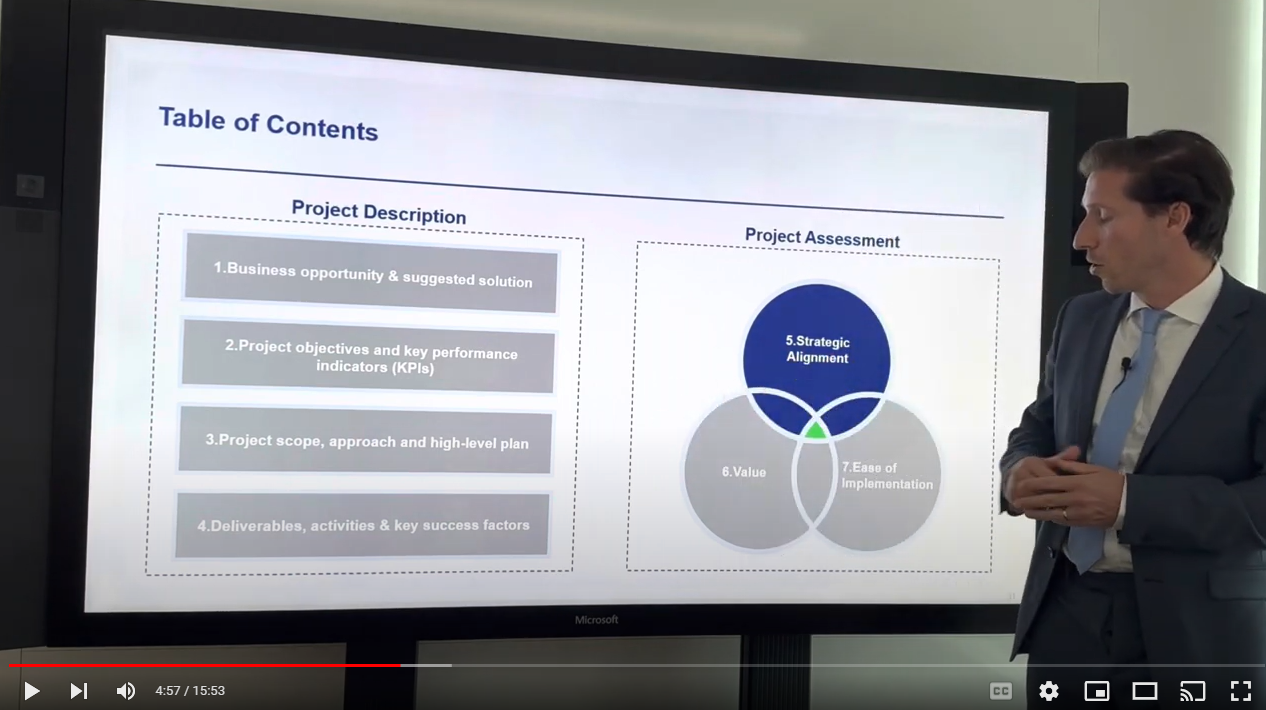 Table of Contents
Project Description
1.Business opportunity & suggested solution
2.Project objectives and key performance
indicators (KPIs)
3.Project scope, approach and high-level plan
4.Deliverables, activities & key success factors
Project Assessment
5.Strategic
Alignment
6.Value
7.Ease of
Implementation
Microsoft
4:57 / 15:53
CC